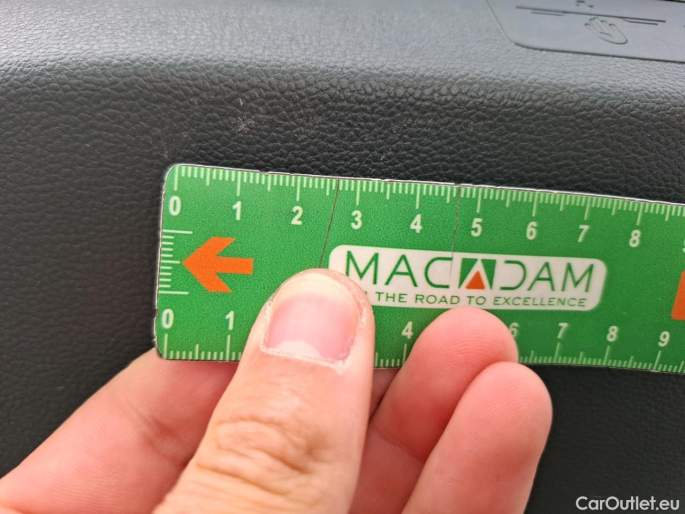 0 1 2 3 4 5 6 7 8
MACADAM
THE ROAD TO EXCELLENCE
0 1 4 6 7 8 9
CarOutlet.eu